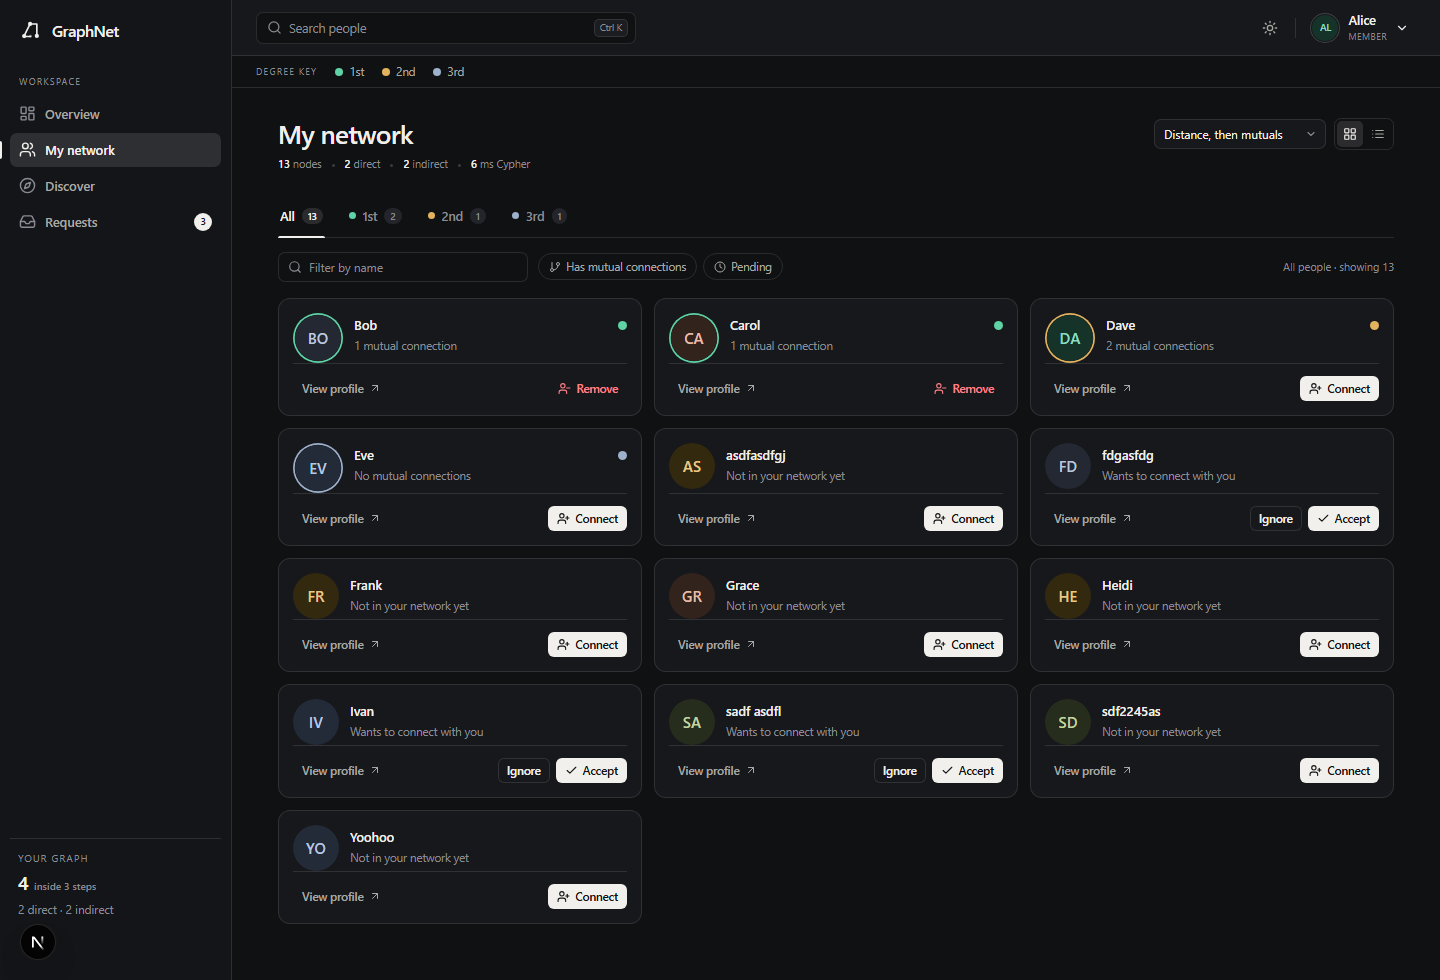 GraphNet
Search people
Ctrl K
AL
Alice
MEMBER
WORKSPACE
Overview
My network
Discover
Requests
3
DEGREE KEY
1st
2nd
3rd
My network
13 nodes
2 direct
2 indirect
6 ms Cypher
Distance, then mutuals
All 13
1st 2
2nd 1
3rd 1
Filter by name
Has mutual connections
Pending
All people · showing 13
BO
Bob
1 mutual connection
View profile
Remove
CA
Carol
1 mutual connection
View profile
Remove
DA
Dave
2 mutual connections
View profile
Connect
EV
Eve
No mutual connections
View profile
Connect
AS
asdfasdfgj
Not in your network yet
View profile
Connect
FD
fdgasfdg
Wants to connect with you
View profile
Ignore
Accept
FR
Frank
Not in your network yet
View profile
Connect
GR
Grace
Not in your network yet
View profile
Connect
HE
Heidi
Not in your network yet
View profile
Connect
IV
Ivan
Wants to connect with you
View profile
Ignore
Accept
SA
sadf asdfl
Wants to connect with you
View profile
Ignore
Accept
SD
sdf2245as
Not in your network yet
View profile
Connect
YO
Yoohoo
Not in your network yet
View profile
Connect
YOUR GRAPH
4 inside 3 steps
2 direct · 2 indirect
N